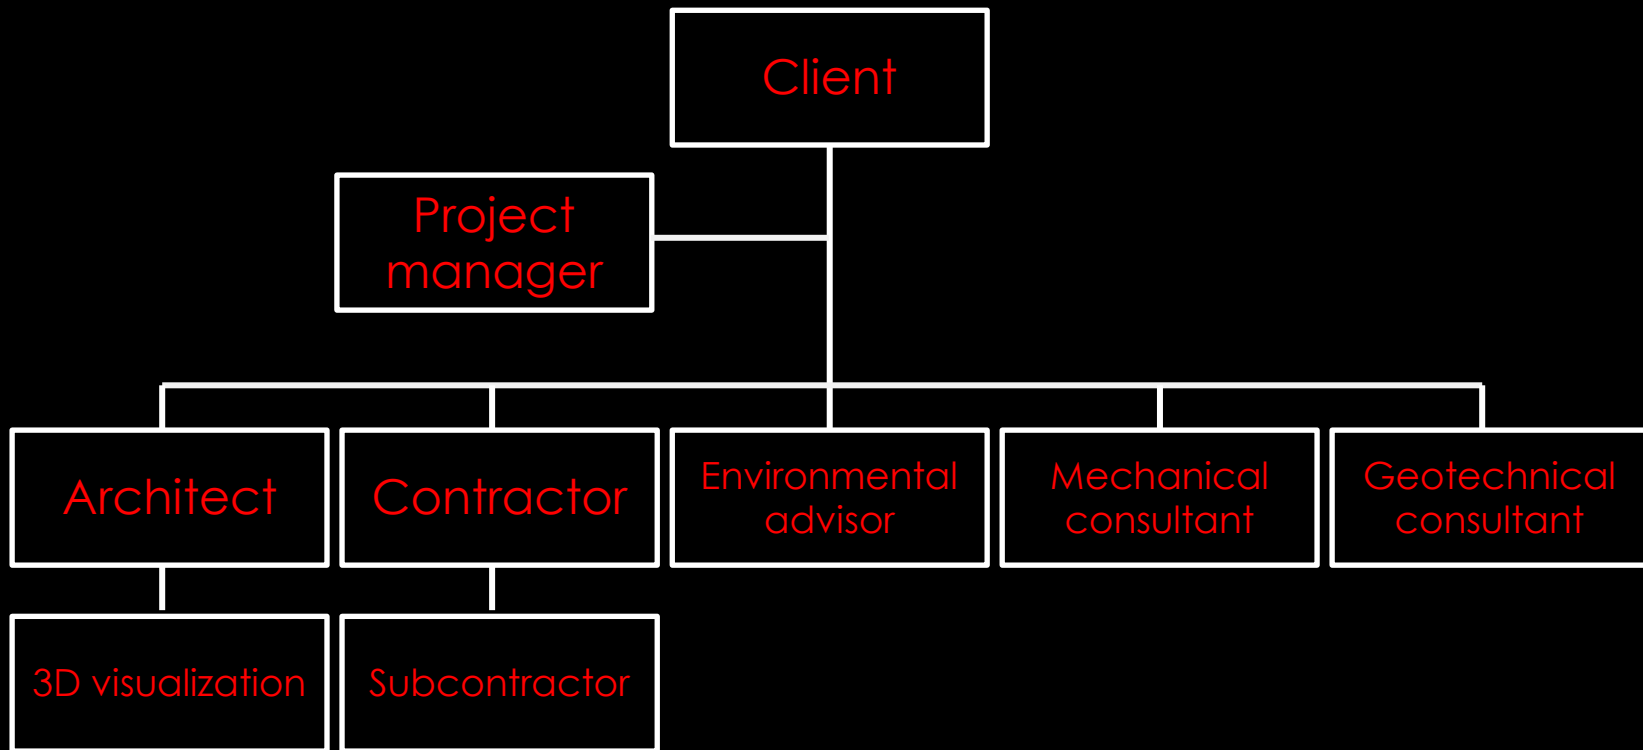 Client
Project
manager
Architect
Contractor
Environmental
advisor
Mechanical
consultant
Geotechnical
consultant
3D visualization
Subcontractor